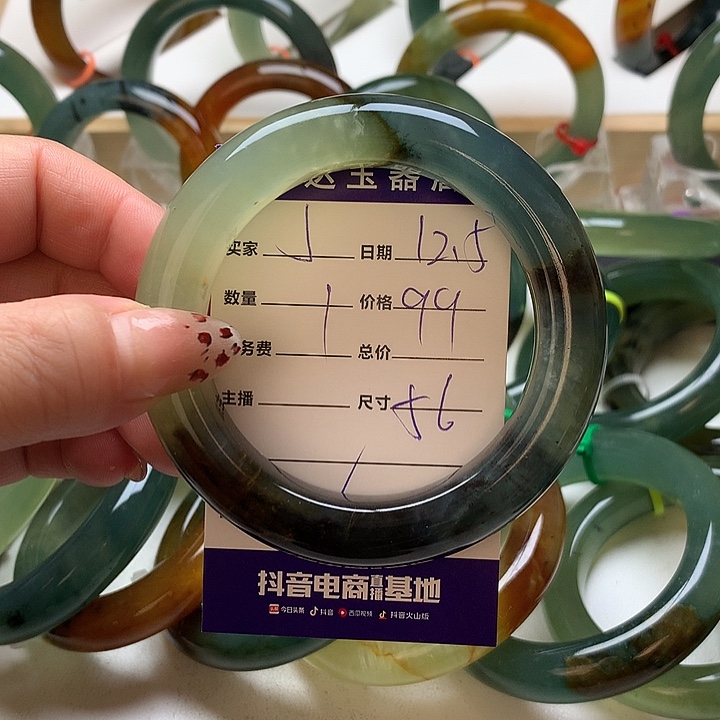 玉器
买家 J 日期 12.5
数量 1 价格 99
务费 总价
主播 尺寸 56
抖音电商直播基地
今日头条 抖音 西瓜视频 抖音火山版